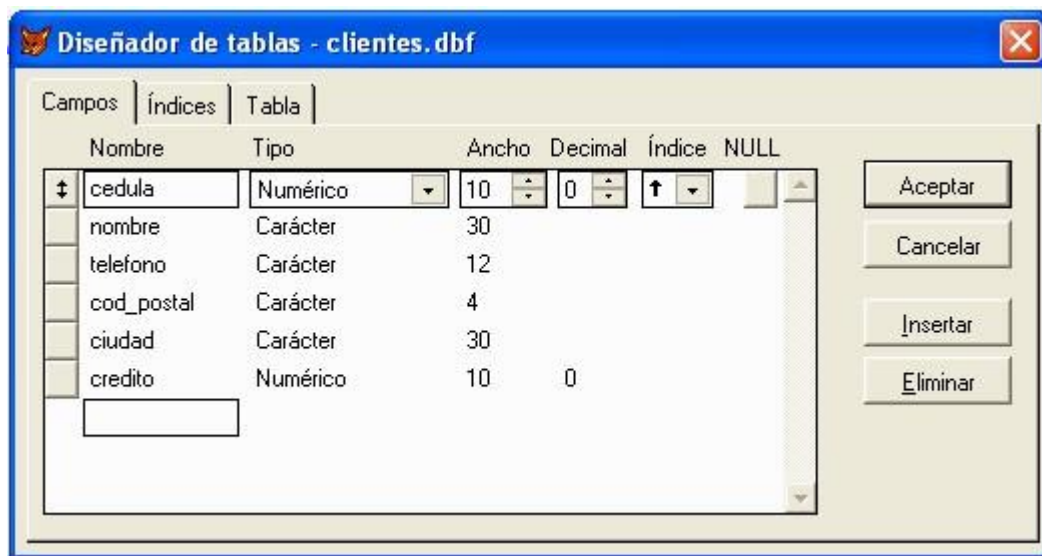 Diseñador de tablas - clientes.dbf
Campos Índices Tabla
Nombre Tipo Ancho Decimal Índice NULL
cedula Numérico 10 0 Aceptar
nombre Carácter 30
Cancelar
telefono Carácter 12
cod_postal Carácter 4
Insertar
ciudad Carácter 30
credito Numérico 10 0 Eliminar